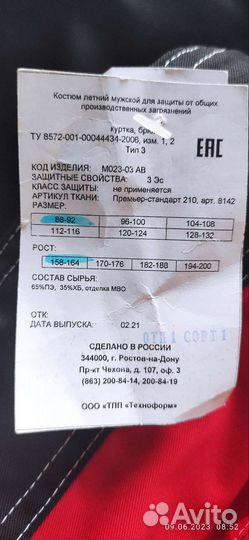 Костюм летний мужской для защиты от общих
производственных загрязнений
куртка, брюки
ТУ 8572-001-00044434-2006, изм. 1, 2
Тип 3
ЕАС
КОД ИЗДЕЛИЯ: М023-03 АВ
ЗАЩИТНЫЕ СВОЙСТВА: З Эс
КЛАСС ЗАЩИТЫ: не применяется
АРТИКУЛ ТКАНИ: Премьер-стандарт 210, арт. 8142
РАЗМЕР:
88-92 96-100 104-108
112-116 120-124 128-132
РОСТ:
158-164 170-176 182-188 194-200
СОСТАВ СЫРЬЯ:
65%ПЭ, 35%ХБ, отделка МВО
ОТК:
ДАТА ВЫПУСКА: 02.21
ОТК 1 СОРТ 1
СДЕЛАНО В РОССИИ
344000, г. Ростов-на-Дону
Пр-кт Чехова, д. 107, оф. 3
(863) 200-84-14, 200-84-19
ООО «ТПП «Техноформ»
Avito
09.06.2023 08:52